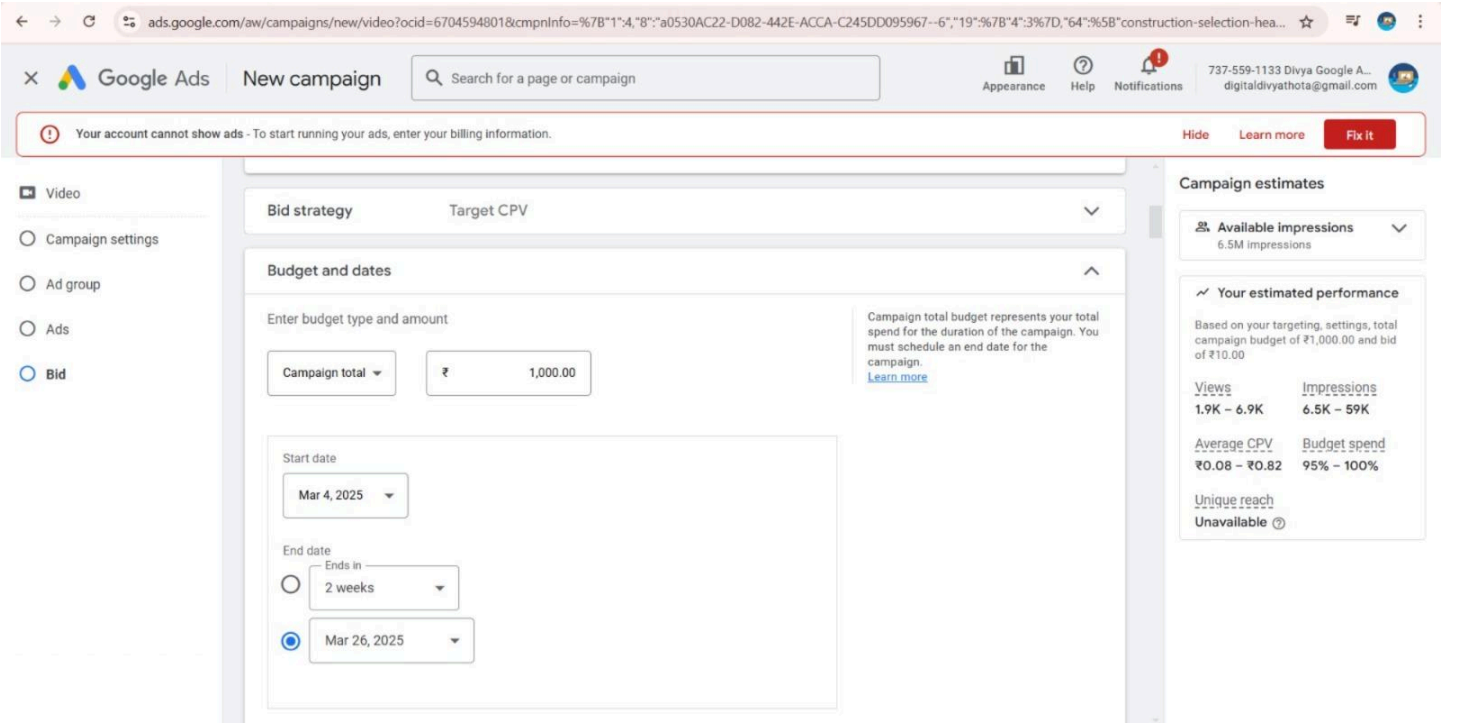 ads.google.com/aw/campaigns/new/video?ocid=6704594801&cmpnInfo=%7B"1":4,"8":"a0530AC22-D082-442E-ACCA-C245DD095967--6","19":%7B"4":3%7D,"64":%5B"construction-selection-hea...
Google Ads
New campaign
Search for a page or campaign
Appearance
Help
Notifications
737-559-1133 Divya Google A...
digitaldivyathota@gmail.com
Your account cannot show ads - To start running your ads, enter your billing information.
Hide
Learn more
Fix it
Video
Campaign settings
Ad group
Ads
Bid
Bid strategy
Target CPV
Budget and dates
Enter budget type and amount
Campaign total
₹ 1,000.00
Campaign total budget represents your total
spend for the duration of the campaign. You
must schedule an end date for the
campaign.
Learn more
Start date
Mar 4, 2025
End date
Ends in
2 weeks
Mar 26, 2025
Campaign estimates
Available impressions
6.5M impressions
Your estimated performance
Based on your targeting, settings, total
campaign budget of ₹1,000.00 and bid
of ₹10.00
Views Impressions
1.9K – 6.9K 6.5K – 59K
Average CPV Budget spend
₹0.08 – ₹0.82 95% – 100%
Unique reach
Unavailable